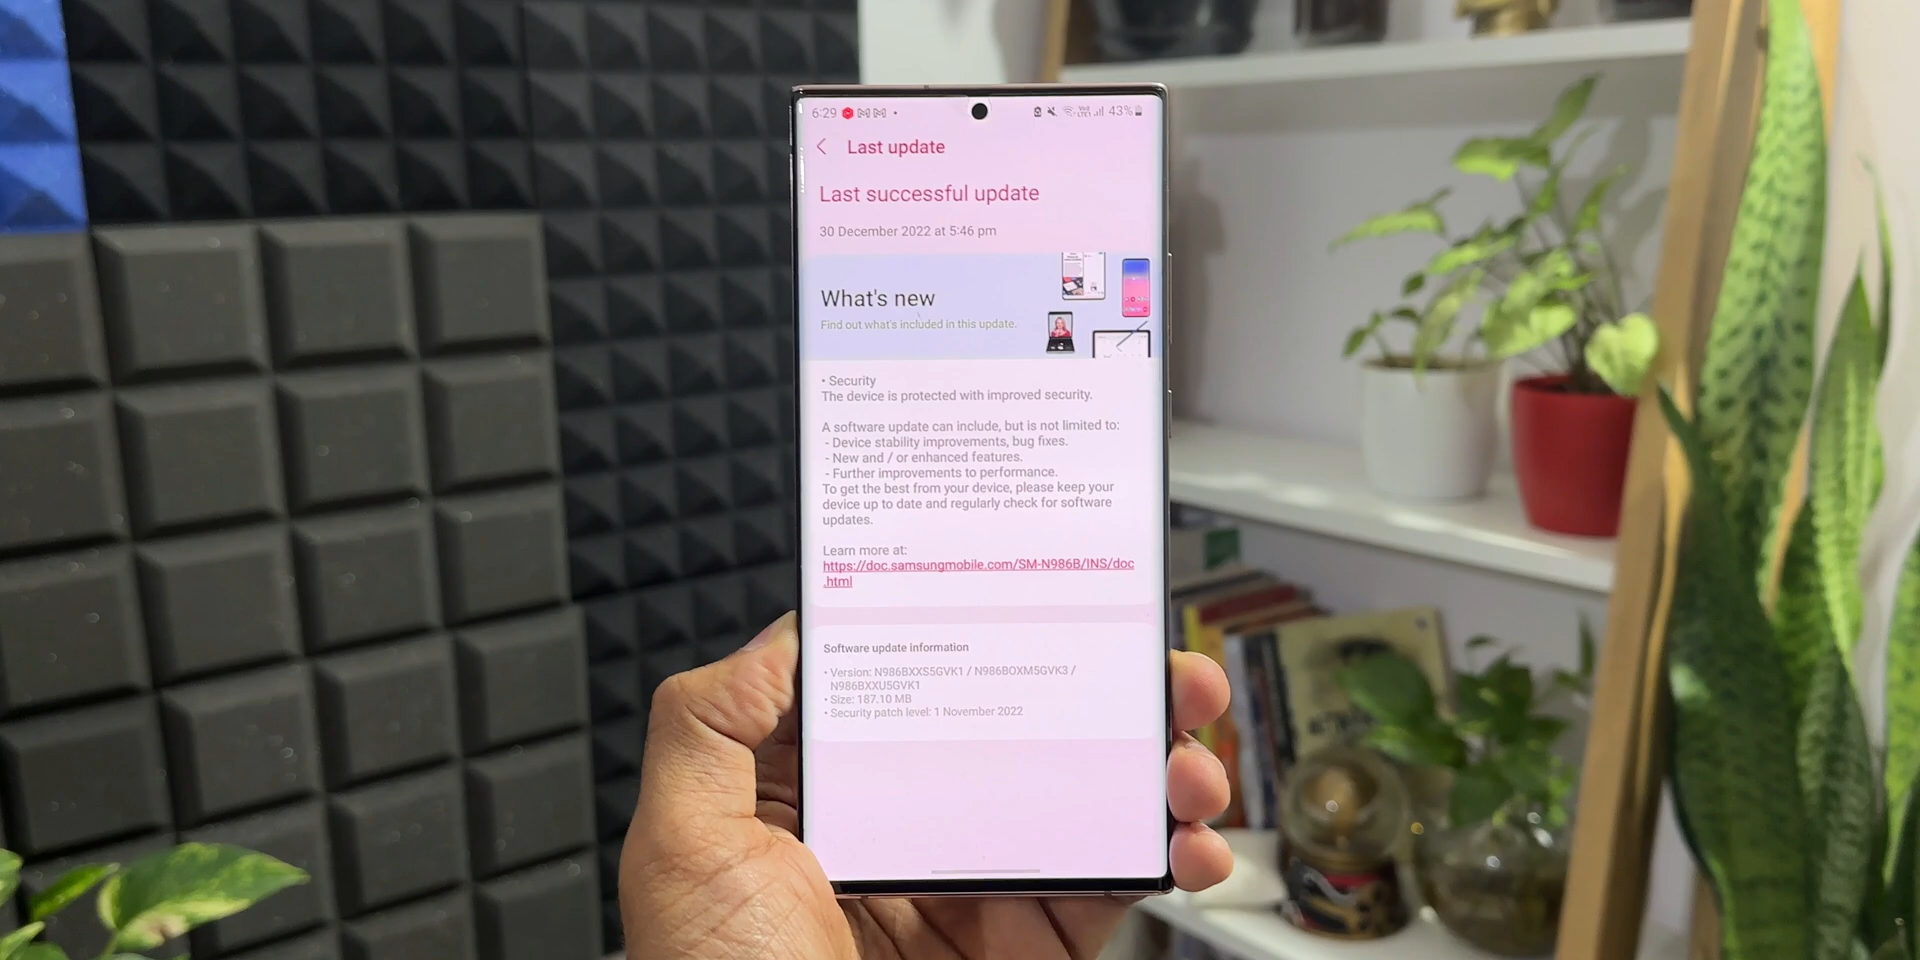 6:29 43%
Last update
Last successful update
30 December 2022 at 5:46 pm
What's new
Find out what's included in this update.
• Security
The device is protected with improved security.
A software update can include, but is not limited to:
- Device stability improvements, bug fixes.
- New and / or enhanced features.
- Further improvements to performance.
To get the best from your device, please keep your
device up to date and regularly check for software
updates.
Learn more at:
https://doc.samsungmobile.com/SM-N986B/INS/doc
.html
Software update information
• Version: N986BXXS5GVK1 / N986BOXM5GVK3 /
N986BXXU5GVK1
• Size: 187.10 MB
• Security patch level: 1 November 2022